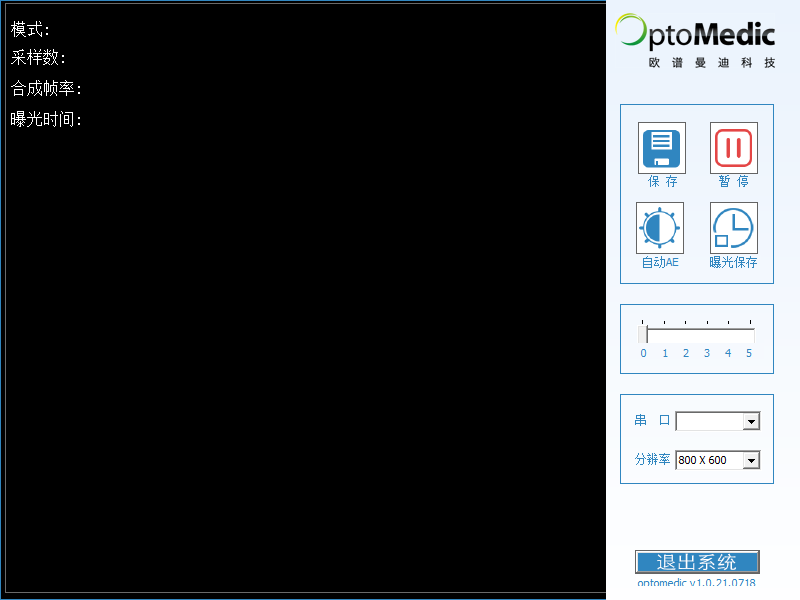 模式:
采样数:
合成帧率:
曝光时间:
OptoMedic
欧谱曼迪科技
保 存
暂 停
自动AE
曝光保存
0 1 2 3 4 5
串 口
分辨率 800 X 600
退出系统
optomedic v1.0.21.0718